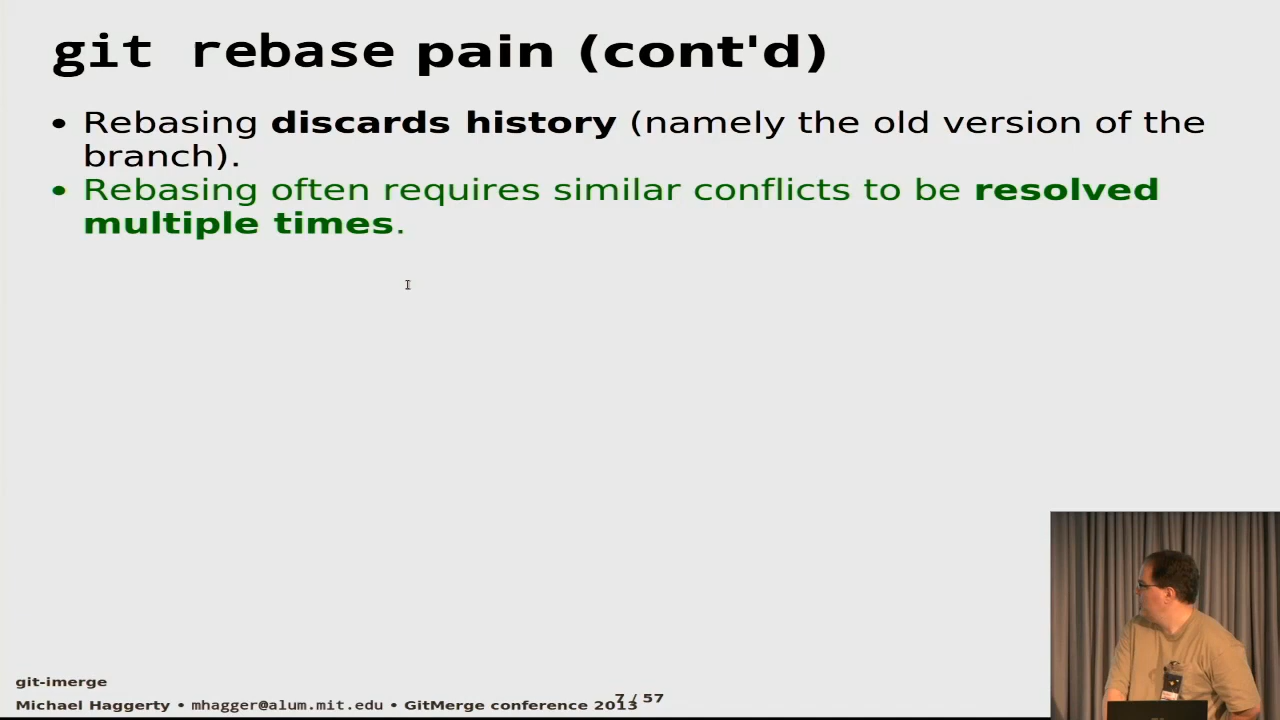 git rebase pain (cont'd)
• Rebasing discards history (namely the old version of the
branch).
• Rebasing often requires similar conflicts to be resolved
multiple times.
git-imerge
Michael Haggerty • mhagger@alum.mit.edu • GitMerge conference 2013
7 / 57